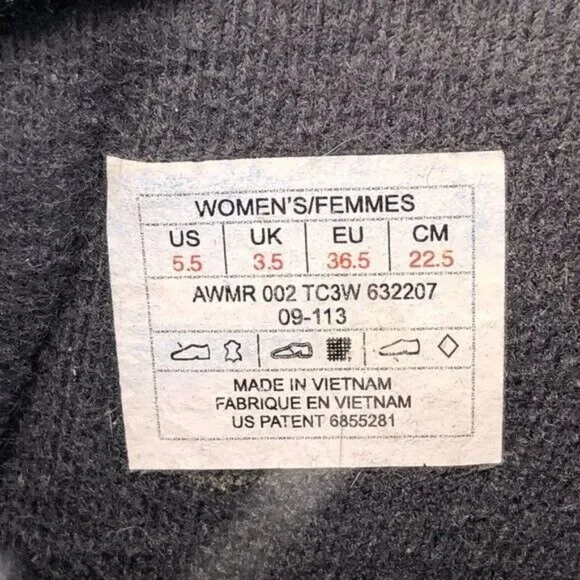 WOMEN'S/FEMMES
US UK EU CM
5.5 3.5 36.5 22.5
AWMR 002 TC3W 632207
09-113
MADE IN VIETNAM
FABRIQUE EN VIETNAM
US PATENT 6855281